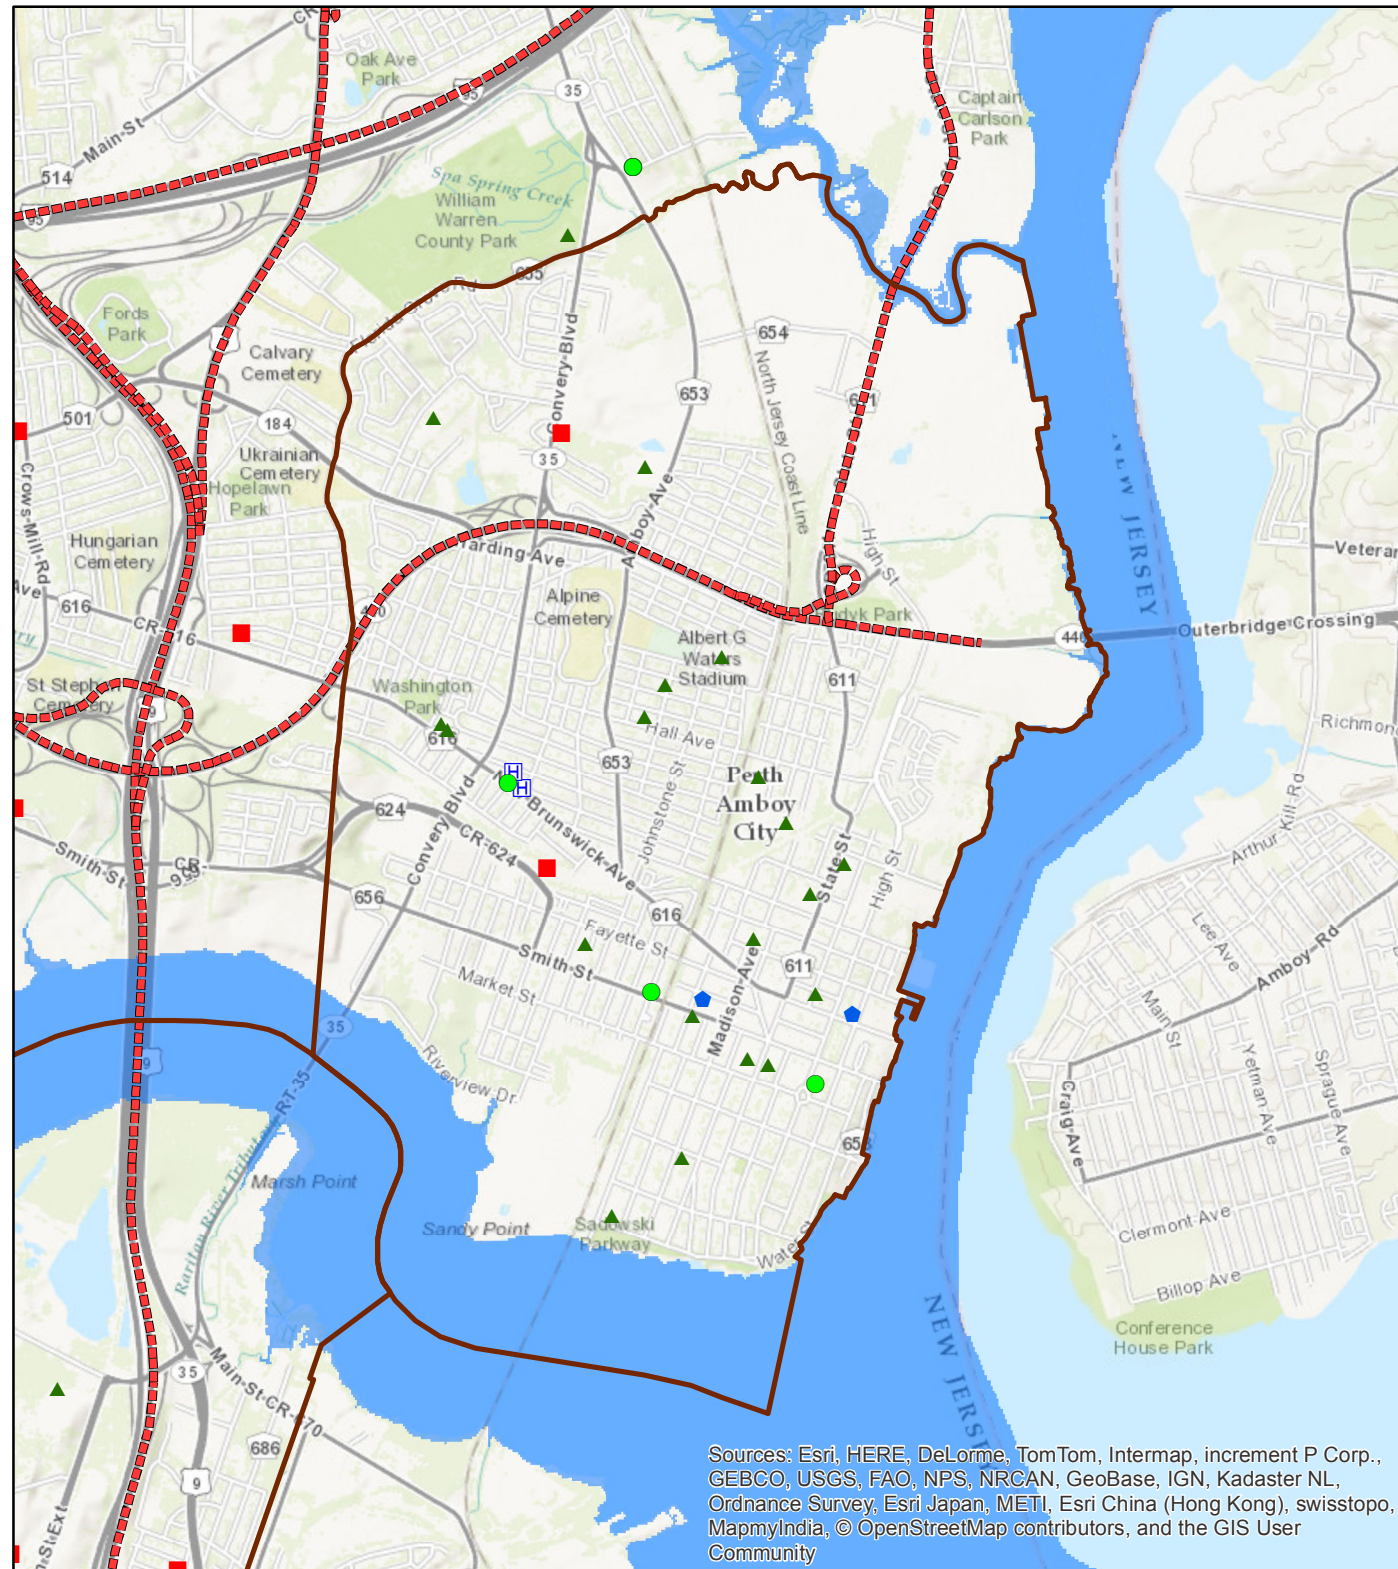 Oak Ave
Park
35
95
Captain
Carlson
Park
Main-St
514
95
Spa Spring Creek
William
Warren
County Park
Fords
Park
654
Calvary
Cemetery
Convery-Blvd
North Jersey Coast Line
653
501
184
Ukrainian
Cemetery
35
Hopelawn
Park
Crows-Mill-Rd
NEW JERSEY
High St
Hungarian
Cemetery
Veterar
Ave
616
Alpine
Cemetery
Albert G
Waters
Stadium
440
Outerbridge Crossing
St Stephen
Cemetery
Washington
Park
616
611
Richmond
Hall Ave
653
Johnstone St
Perth
Amboy
City
H
H
Brunswick-Ave
624
CR-624
Convery Blvd
Smith-St
656
State-St
High St
Arthur Kill-Rd
616
Fayette St
Smith-St
Market St
611
Madison-Ave
Lee Ave
Amboy-Rd
Main St
35
9
Riverview Dr
RT-35
Yetman Ave
Sprague Ave
Craig-Ave
Raritan-River
Marsh Point
Sandy Point
Sadowski
Parkway
Clermont-Ave
Billop Ave
Conference
House Park
NEW JERSEY
35
Main-St-CR-670
686
9
Sources: Esri, HERE, DeLorme, TomTom, Intermap, increment P Corp.,
GEBCO, USGS, FAO, NPS, NRCAN, GeoBase, IGN, Kadaster NL,
Ordnance Survey, Esri Japan, METI, Esri China (Hong Kong), swisstopo,
MapmyIndia, © OpenStreetMap contributors, and the GIS User
Community